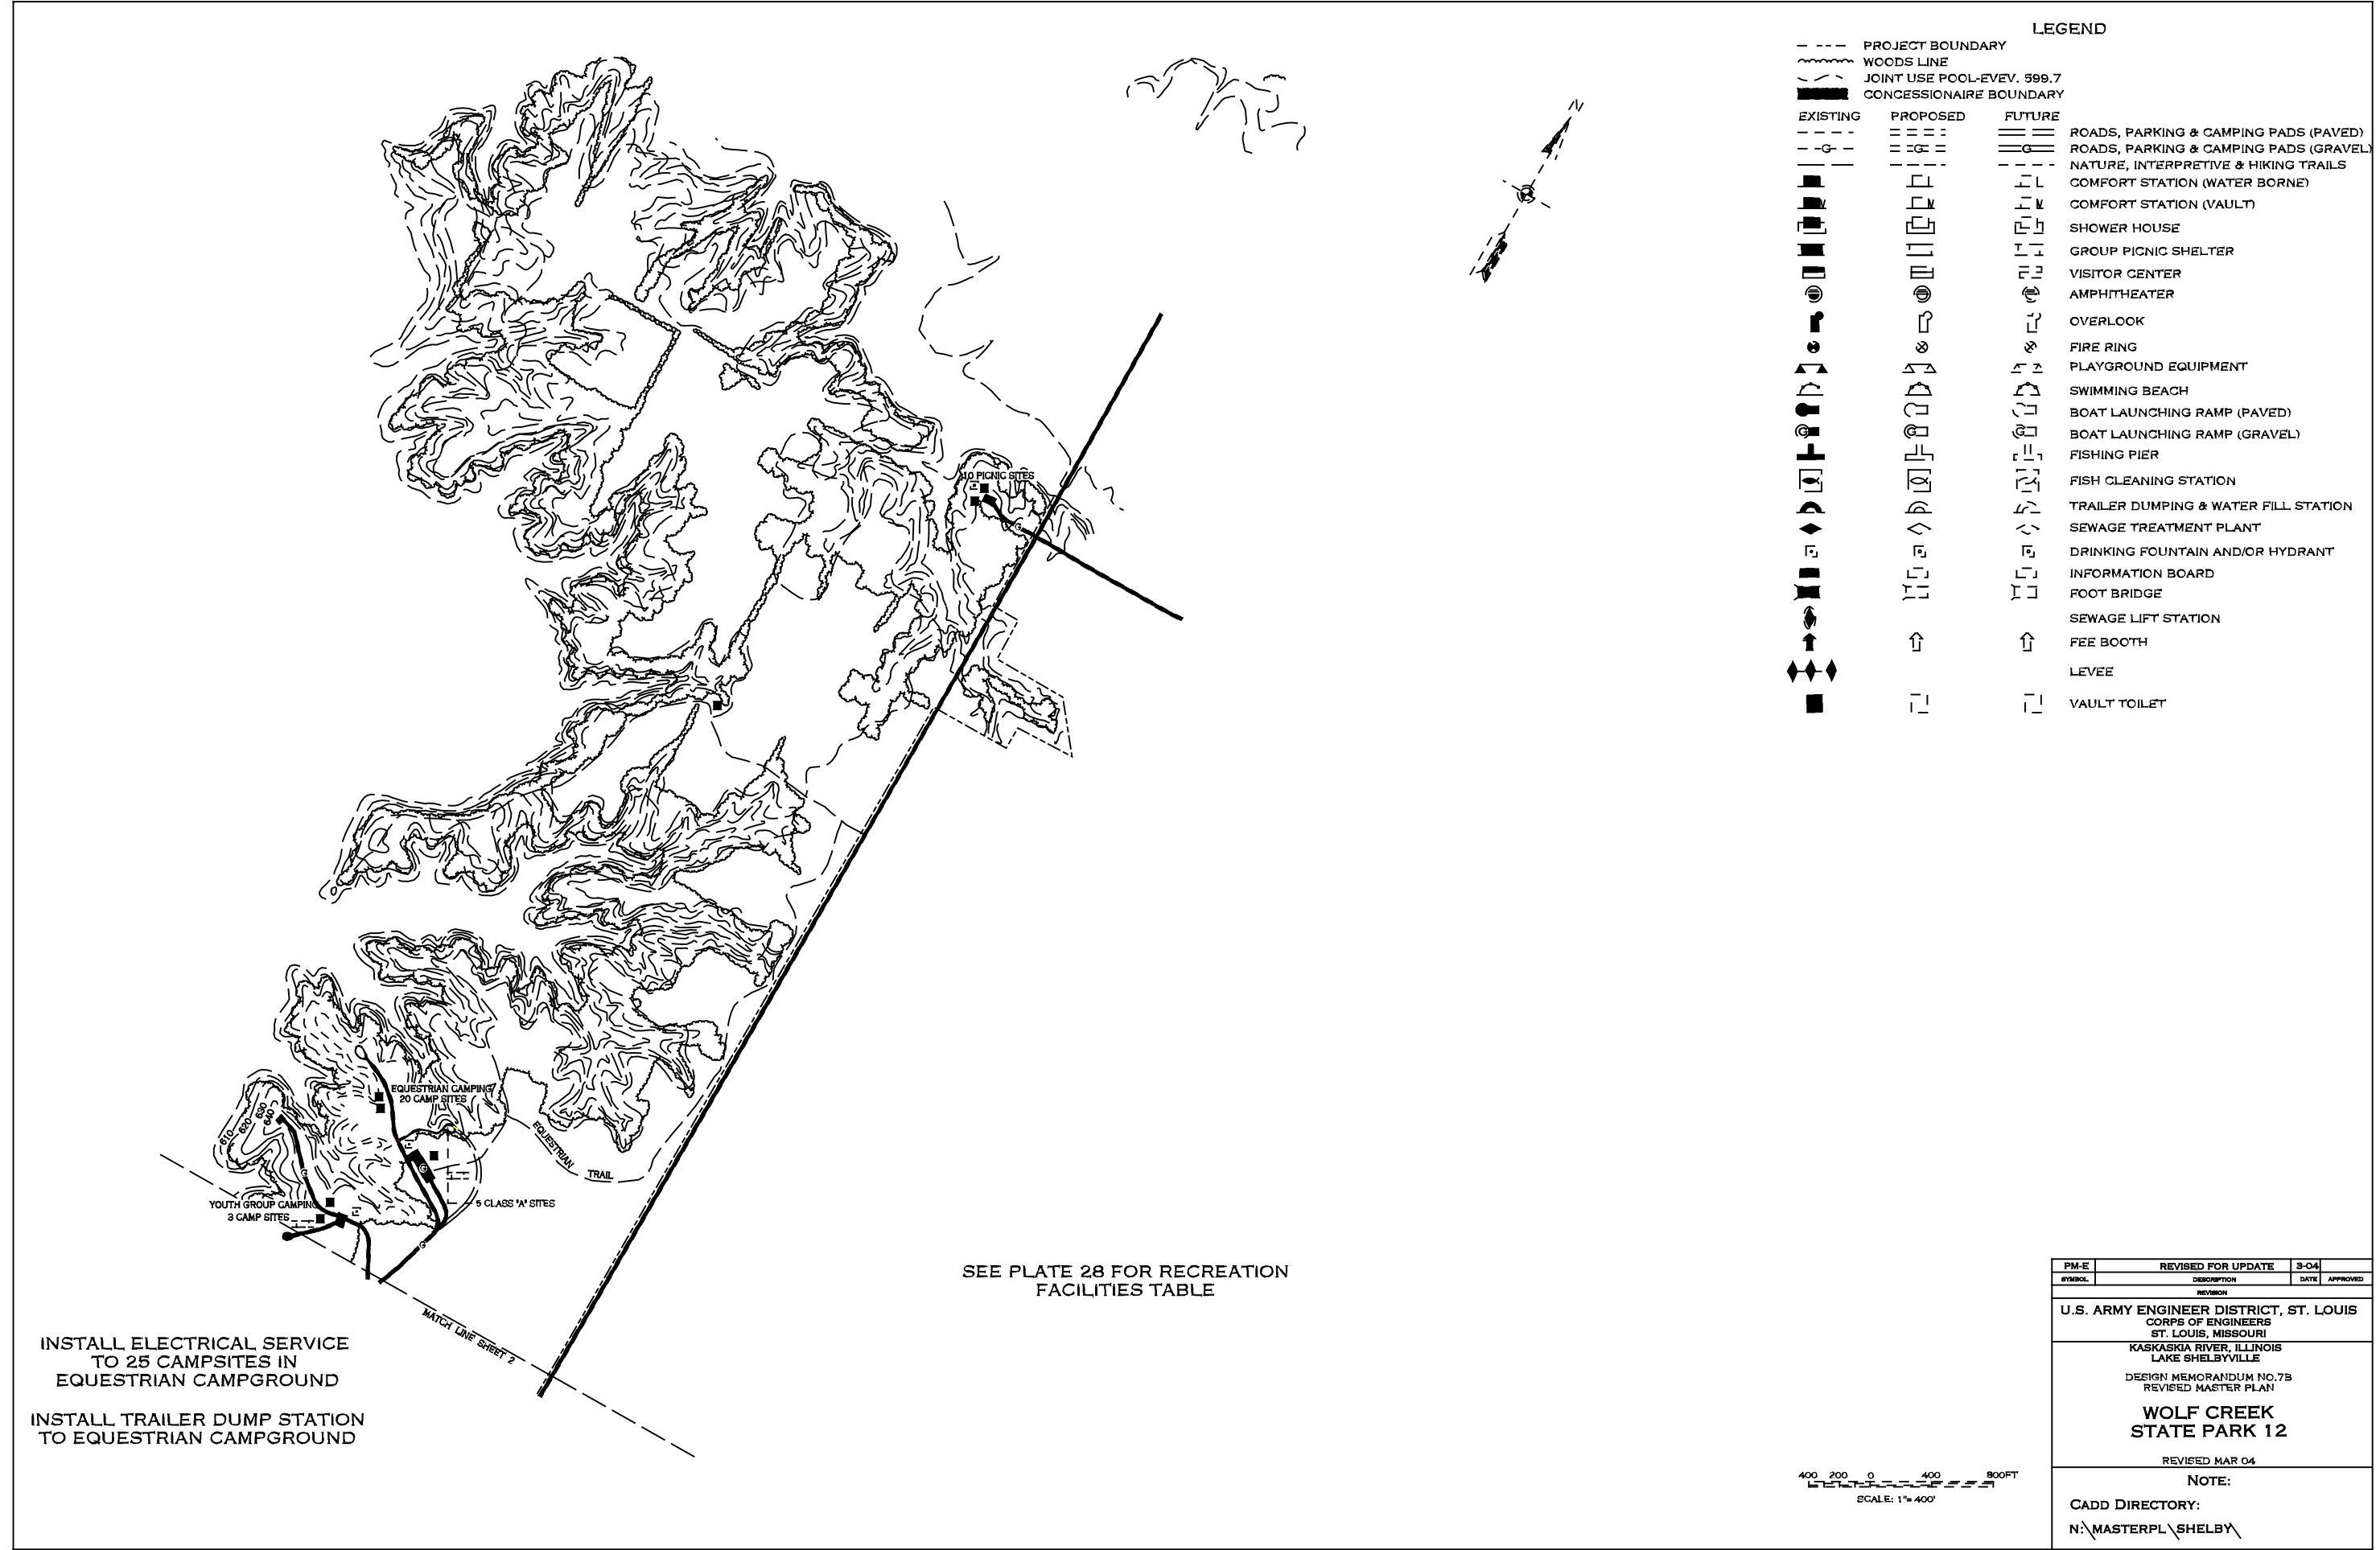 LEGEND
PROJECT BOUNDARY
WOODS LINE
JOINT USE POOL-EVEV. 599.7
CONCESSIONAIRE BOUNDARY
EXISTING PROPOSED FUTURE
ROADS, PARKING & CAMPING PADS (PAVED)
G G G ROADS, PARKING & CAMPING PADS (GRAVEL)
NATURE, INTERPRETIVE & HIKING TRAILS
COMFORT STATION (WATER BORNE)
V V V COMFORT STATION (VAULT)
SHOWER HOUSE
GROUP PICNIC SHELTER
VISITOR CENTER
AMPHITHEATER
OVERLOOK
FIRE RING
PLAYGROUND EQUIPMENT
SWIMMING BEACH
BOAT LAUNCHING RAMP (PAVED)
G G G BOAT LAUNCHING RAMP (GRAVEL)
FISHING PIER
FISH CLEANING STATION
TRAILER DUMPING & WATER FILL STATION
SEWAGE TREATMENT PLANT
DRINKING FOUNTAIN AND/OR HYDRANT
INFORMATION BOARD
FOOT BRIDGE
SEWAGE LIFT STATION
FEE BOOTH
LEVEE
VAULT TOILET
N
10 PICNIC SITES
G
EQUESTRIAN CAMPING
20 CAMP SITES
610
620
630
640
EQUESTRIAN
TRAIL
G
G
5 CLASS "A" SITES
YOUTH GROUP CAMPING
3 CAMP SITES
G
MATCH LINE SHEET 2
SEE PLATE 28 FOR RECREATION
FACILITIES TABLE
INSTALL ELECTRICAL SERVICE
TO 25 CAMPSITES IN
EQUESTRIAN CAMPGROUND
INSTALL TRAILER DUMP STATION
TO EQUESTRIAN CAMPGROUND
400 200 0 400 800FT
SCALE: 1"= 400'
PM-E REVISED FOR UPDATE 3-04
SYMBOL DESCRIPTION DATE APPROVED
REVISION
U.S. ARMY ENGINEER DISTRICT, ST. LOUIS
CORPS OF ENGINEERS
ST. LOUIS, MISSOURI
KASKASKIA RIVER, ILLINOIS
LAKE SHELBYVILLE
DESIGN MEMORANDUM NO.7B
REVISED MASTER PLAN
WOLF CREEK
STATE PARK 12
REVISED MAR 04
NOTE:
CADD DIRECTORY:
N:\MASTERPL\SHELBY\